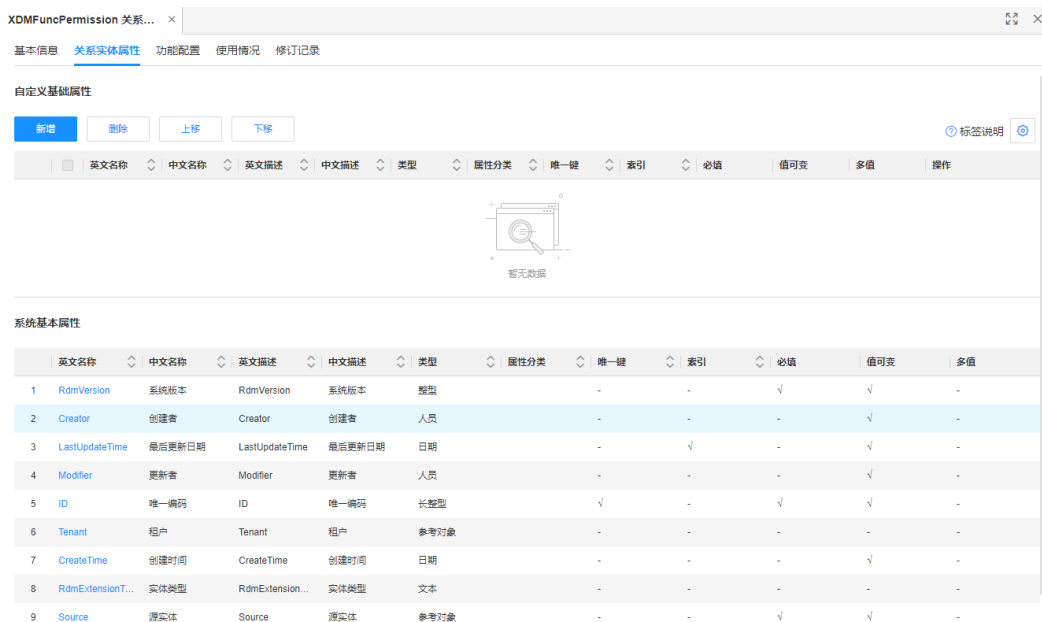 XDMFuncPermission 关系... ×
基本信息 关系实体属性 功能配置 使用情况 修订记录
自定义基础属性
新增 删除 上移 下移 标签说明
英文名称 中文名称 英文描述 中文描述 类型 属性分类 唯一键 索引 必填 值可变 多值 操作
暂无数据
系统基本属性
英文名称 中文名称 英文描述 中文描述 类型 属性分类 唯一键 索引 必填 值可变 多值
1 RdmVersion 系统版本 RdmVersion 系统版本 整型 - - √ √ -
2 Creator 创建者 Creator 创建者 人员 - - - √ -
3 LastUpdateTime 最后更新日期 LastUpdateTime 最后更新日期 日期 - √ - √ -
4 Modifier 更新者 Modifier 更新者 人员 - - - √ -
5 ID 唯一编码 ID 唯一编码 长整型 √ - √ √ -
6 Tenant 租户 Tenant 租户 参考对象 - - - - -
7 CreateTime 创建时间 CreateTime 创建时间 日期 - - - √ -
8 RdmExtensionT... 实体类型 RdmExtension... 实体类型 文本 - - - - -
9 Source 源实体 Source 源实体 参考对象 - - √ √ -